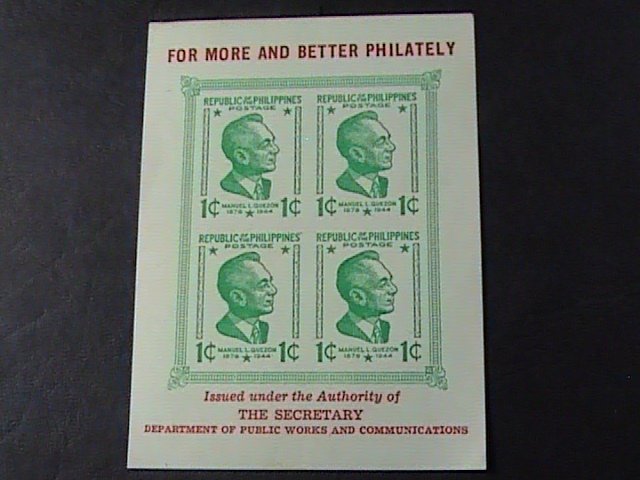 FOR MORE AND BETTER PHILATELY
REPUBLIC OF THE PHILIPPINES
POSTAGE
1¢ MANUEL L. QUEZON 1¢
1878 1944
REPUBLIC OF THE PHILIPPINES
POSTAGE
1¢ MANUEL L. QUEZON 1¢
1878 1944
REPUBLIC OF THE PHILIPPINES
POSTAGE
1¢ MANUEL L. QUEZON 1¢
1878 1944
REPUBLIC OF THE PHILIPPINES
POSTAGE
1¢ MANUEL L. QUEZON 1¢
1878 1944
Issued under the Authority of
THE SECRETARY
DEPARTMENT OF PUBLIC WORKS AND COMMUNICATIONS